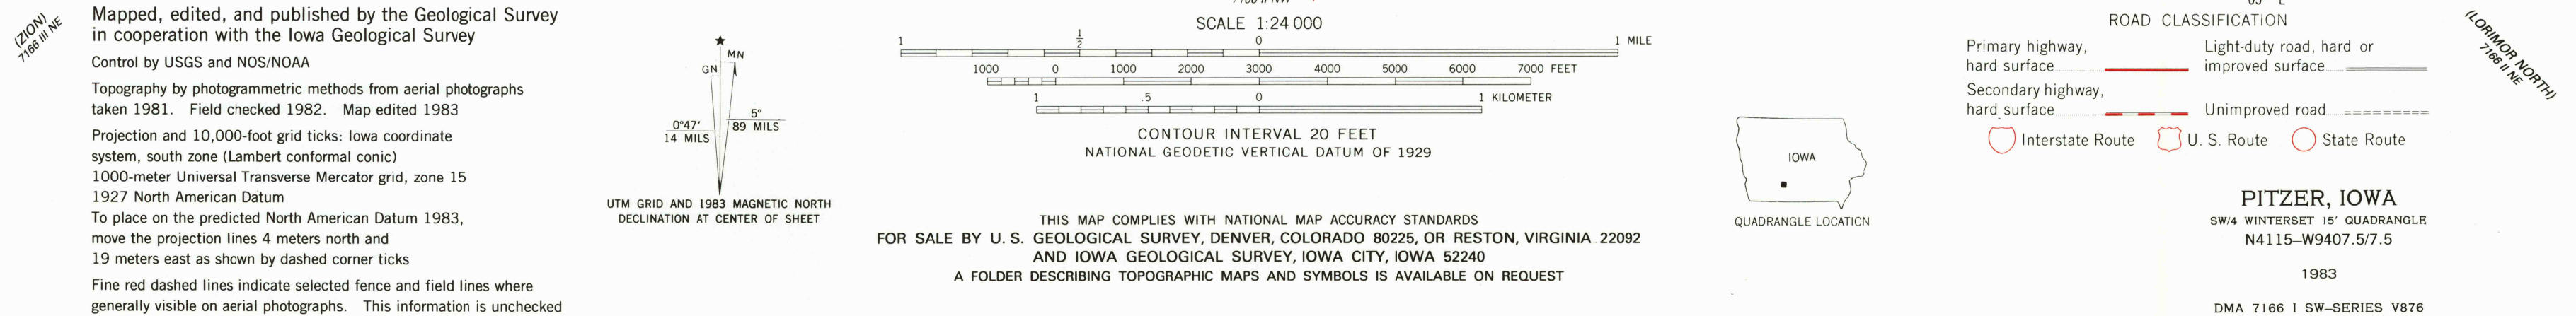 (ZION)
7166 III NE
Mapped, edited, and published by the Geological Survey
in cooperation with the Iowa Geological Survey
Control by USGS and NOS/NOAA
Topography by photogrammetric methods from aerial photographs
taken 1981. Field checked 1982. Map edited 1983
Projection and 10,000-foot grid ticks: Iowa coordinate
system, south zone (Lambert conformal conic)
1000-meter Universal Transverse Mercator grid, zone 15
1927 North American Datum
To place on the predicted North American Datum 1983,
move the projection lines 4 meters north and
19 meters east as shown by dashed corner ticks
Fine red dashed lines indicate selected fence and field lines where
generally visible on aerial photographs. This information is unchecked
MN
GN
5°
89 MILS
0°47′
14 MILS
UTM GRID AND 1983 MAGNETIC NORTH
DECLINATION AT CENTER OF SHEET
SCALE 1:24 000
1 1/2 0 1 MILE
1000 0 1000 2000 3000 4000 5000 6000 7000 FEET
1 .5 0 1 KILOMETER
CONTOUR INTERVAL 20 FEET
NATIONAL GEODETIC VERTICAL DATUM OF 1929
THIS MAP COMPLIES WITH NATIONAL MAP ACCURACY STANDARDS
FOR SALE BY U. S. GEOLOGICAL SURVEY, DENVER, COLORADO 80225, OR RESTON, VIRGINIA 22092
AND IOWA GEOLOGICAL SURVEY, IOWA CITY, IOWA 52240
A FOLDER DESCRIBING TOPOGRAPHIC MAPS AND SYMBOLS IS AVAILABLE ON REQUEST
IOWA
QUADRANGLE LOCATION
ROAD CLASSIFICATION
Primary highway,
hard surface
Light-duty road, hard or
improved surface
Secondary highway,
hard surface
Unimproved road
Interstate Route U. S. Route State Route
(LORIMOR NORTH)
7166 II NE
PITZER, IOWA
SW/4 WINTERSET 15′ QUADRANGLE
N4115—W9407.5/7.5
1983
DMA 7166 I SW—SERIES V876